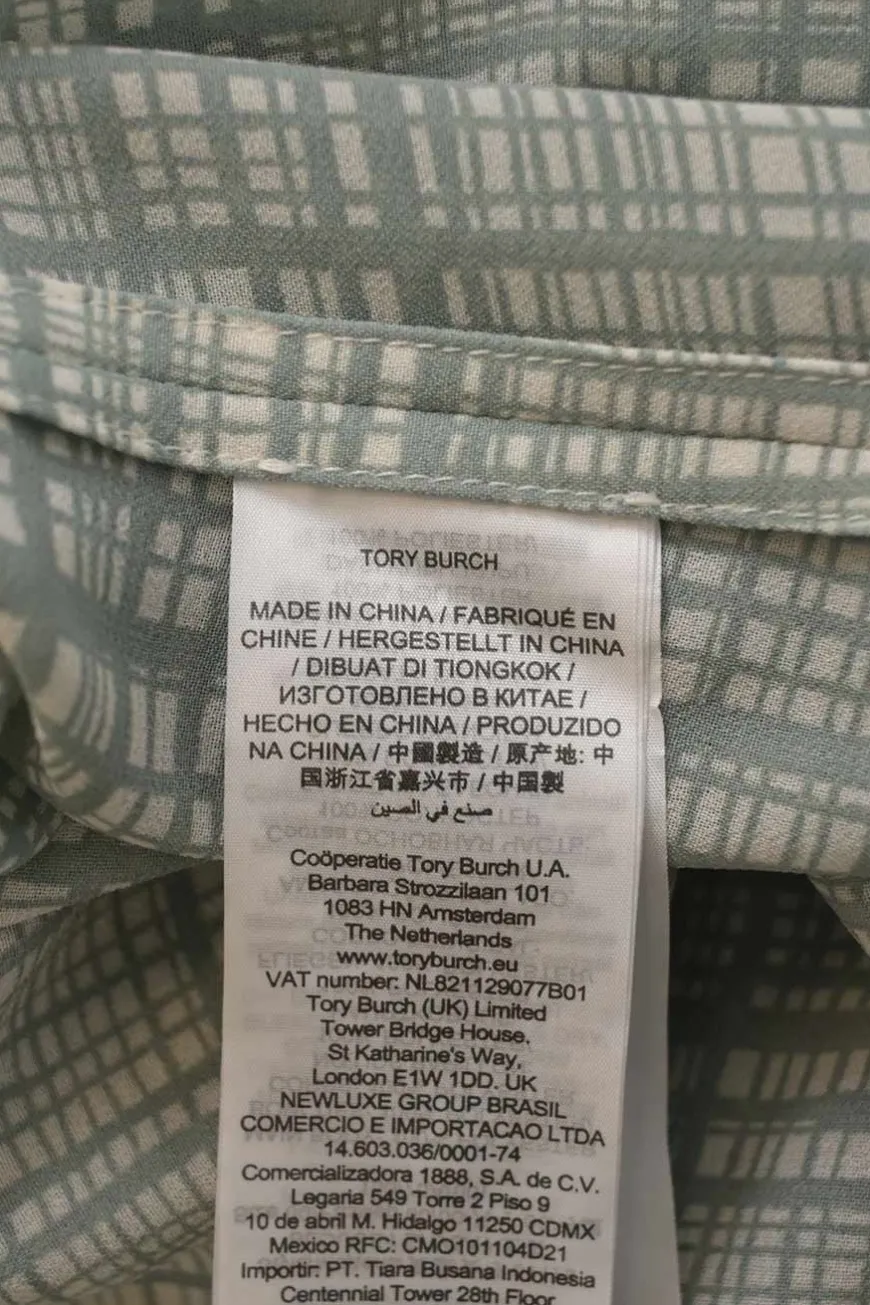 TORY BURCH
MADE IN CHINA / FABRIQUÉ EN
CHINE / HERGESTELLT IN CHINA
/ DIBUAT DI TIONGKOK /
ИЗГОТОВЛЕНО В КИТАЕ /
HECHO EN CHINA / PRODUZIDO
NA CHINA / 中國製造 / 原产地: 中
国浙江省嘉兴市 / 中国製
صنع في الصين
Coöperatie Tory Burch U.A.
Barbara Strozzilaan 101
1083 HN Amsterdam
The Netherlands
www.toryburch.eu
VAT number: NL821129077B01
Tory Burch (UK) Limited
Tower Bridge House,
St Katharine's Way,
London E1W 1DD. UK
NEWLUXE GROUP BRASIL
COMERCIO E IMPORTACAO LTDA
14.603.036/0001-74
Comercializadora 1888, S.A. de C.V.
Legaria 549 Torre 2 Piso 9
10 de abril M. Hidalgo 11250 CDMX
Mexico RFC: CMO101104D21
Importir: PT. Tiara Busana Indonesia
Centennial Tower 28th Floor